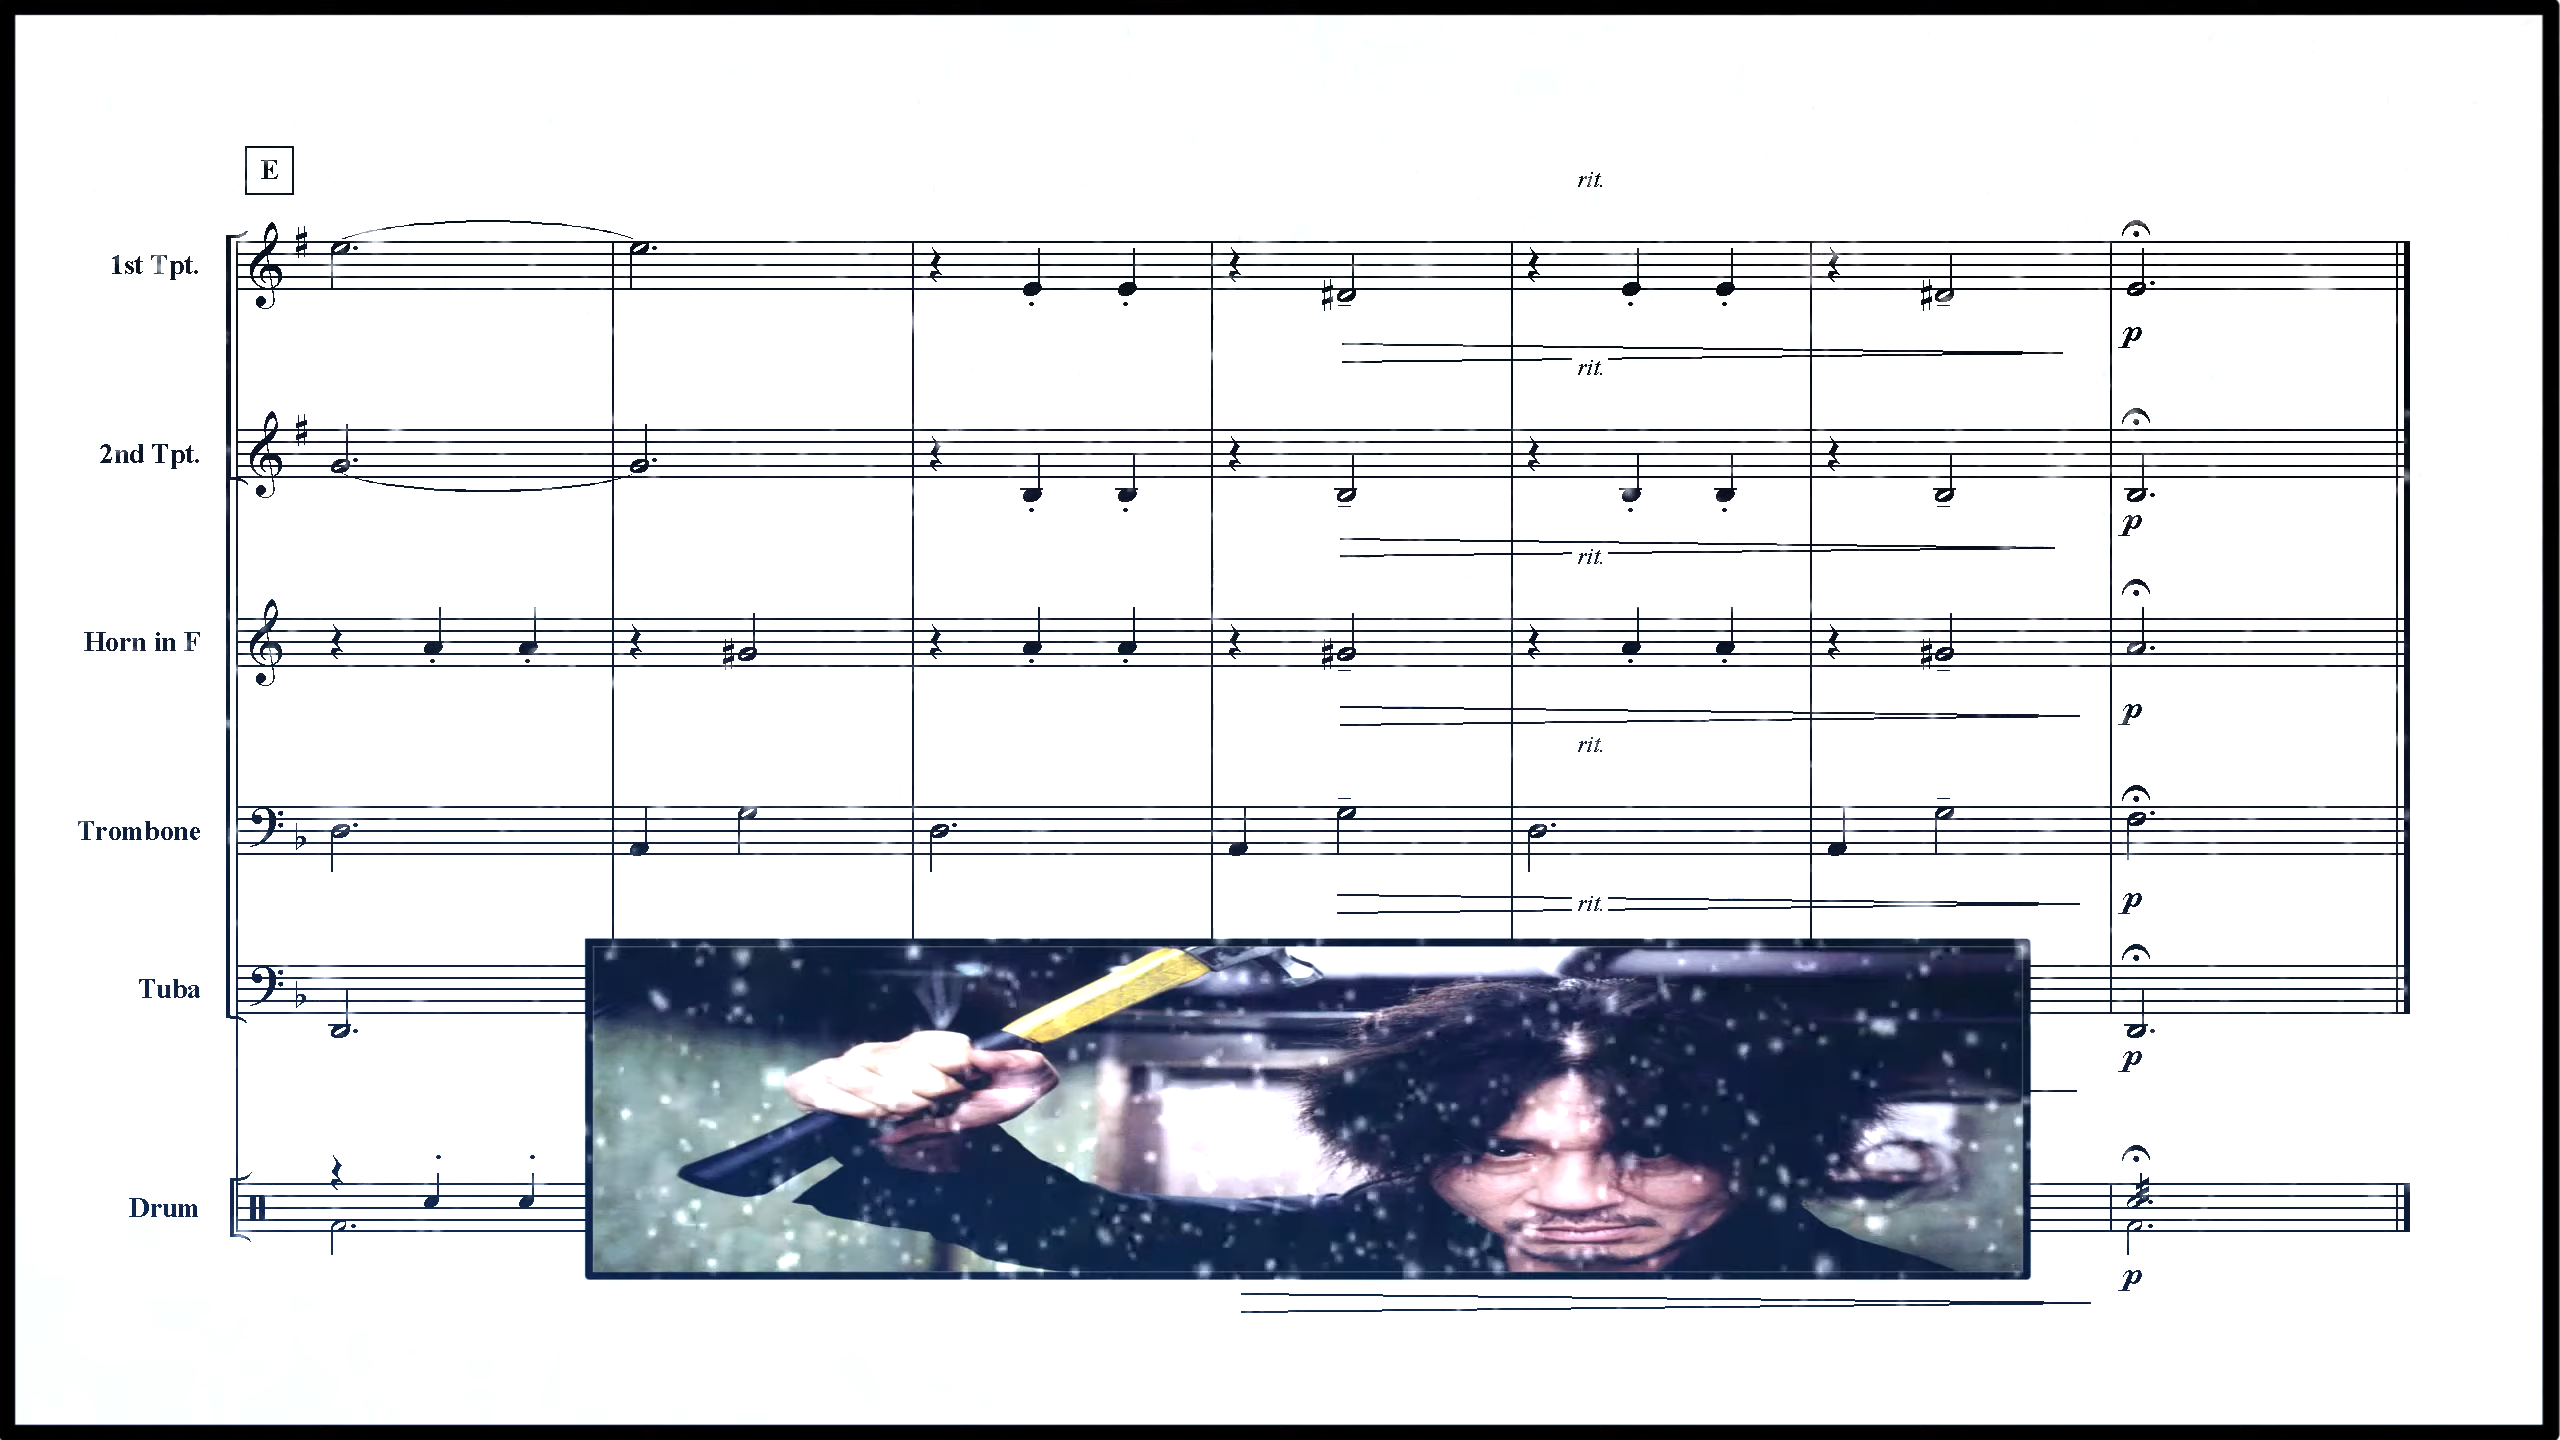 E
rit.
1st Tpt.
p
rit.
2nd Tpt.
p
rit.
Horn in F
p
rit.
Trombone
p
rit.
Tuba
p
Drum
p